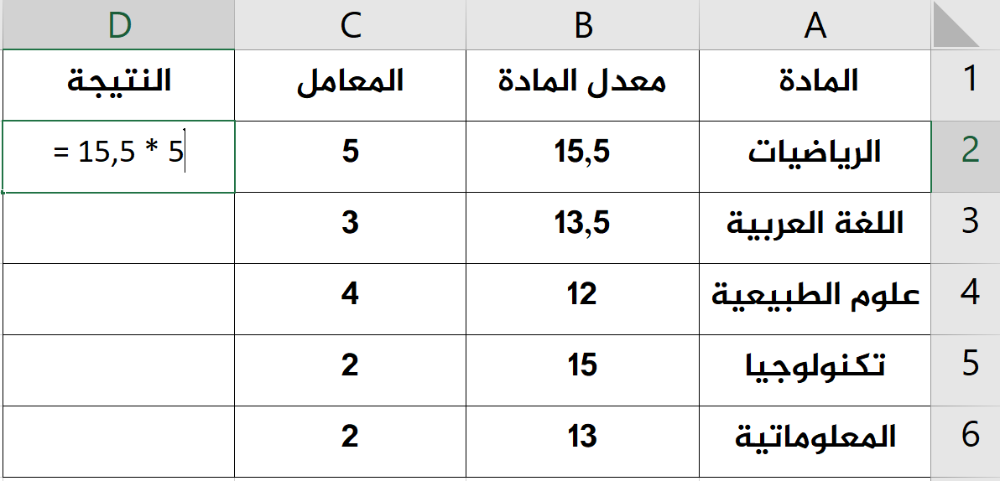 A B C D
1 المادة معدل المادة المعامل النتيجة
2 الرياضيات 15,5 5 = 15,5 * 5
3 اللغة العربية 13,5 3
4 علوم الطبيعية 12 4
5 تكنولوجيا 15 2
6 المعلوماتية 13 2